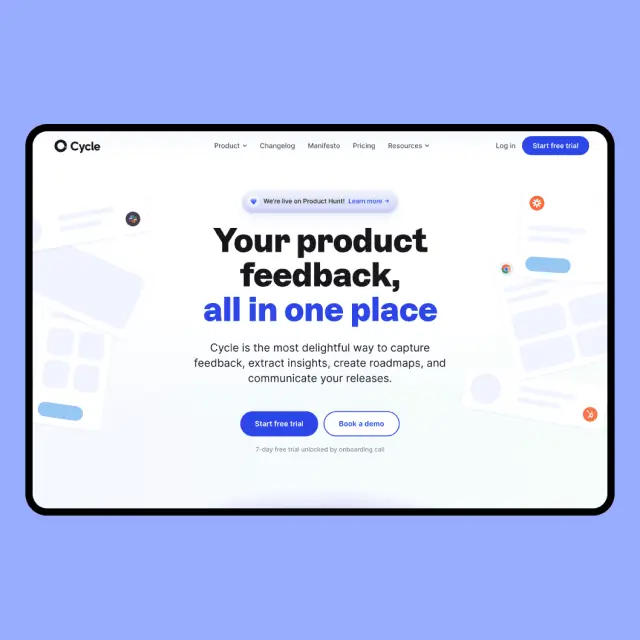 Cycle
Product
Changelog
Manifesto
Pricing
Resources
Log in
Start free trial
We're live on Product Hunt! Learn more →
Your product
feedback,
all in one place
Cycle is the most delightful way to capture
feedback, extract insights, create roadmaps, and
communicate your releases.
Start free trial
Book a demo
7-day free trial unlocked by onboarding call